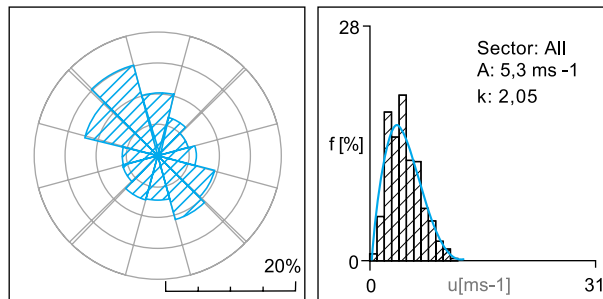 20%
28
Sector: All
A: 5,3 ms -1
k: 2,05
f [%]
0
0
u[ms-1]
31